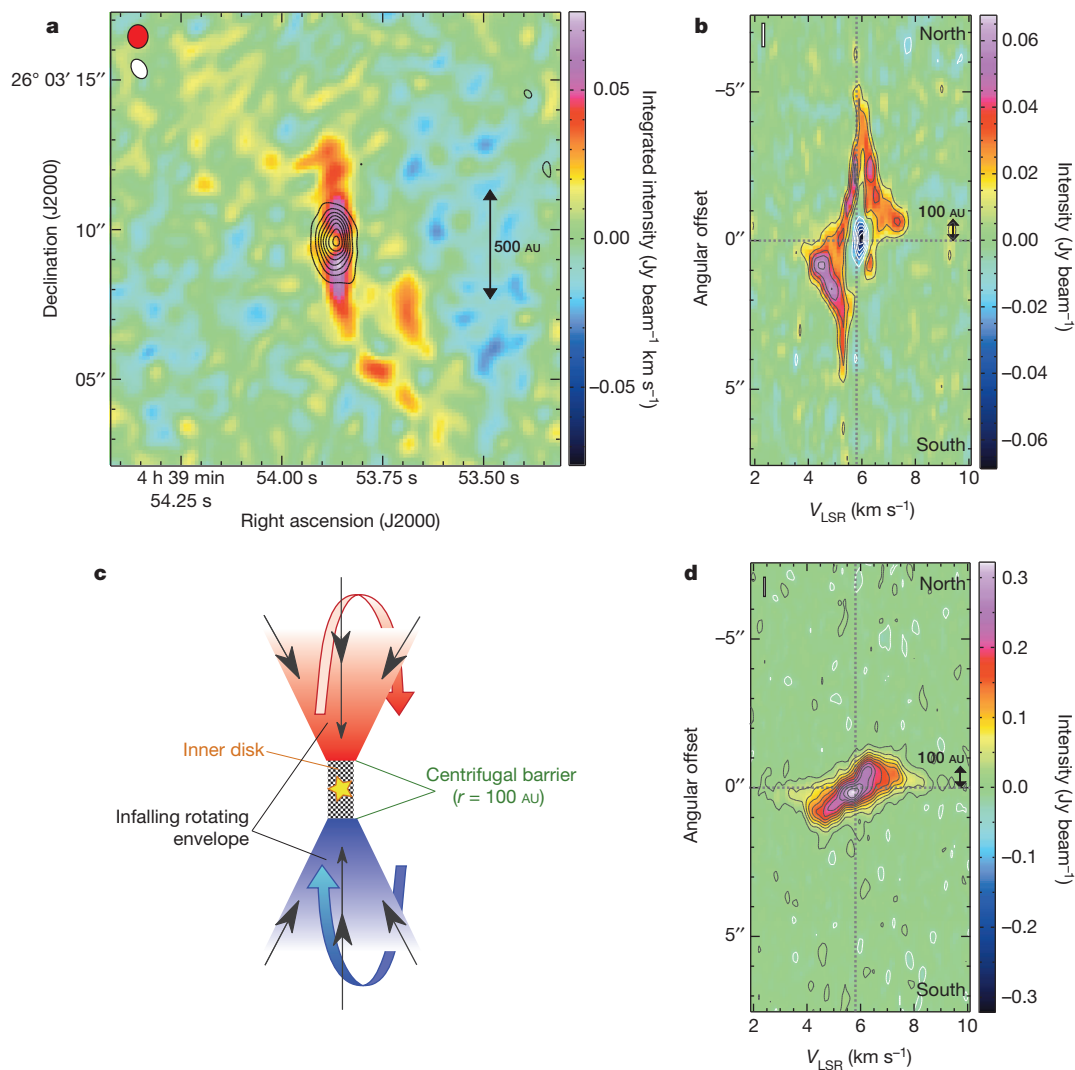 a
26° 03′ 15″
10″
05″
Declination (J2000)
4 h 39 min
54.25 s
54.00 s
53.75 s
53.50 s
Right ascension (J2000)
500 AU
0.05
0.00
−0.05
Integrated intensity (Jy beam⁻¹ km s⁻¹)
b
North
−5″
0″
5″
Angular offset
100 AU
South
2
4
6
8
10
V_LSR (km s⁻¹)
0.06
0.04
0.02
0.00
−0.02
−0.04
−0.06
Intensity (Jy beam⁻¹)
c
Inner disk
Centrifugal barrier
(r = 100 AU)
Infalling rotating
envelope
d
North
−5″
0″
5″
Angular offset
100 AU
South
2
4
6
8
10
V_LSR (km s⁻¹)
0.3
0.2
0.1
0.0
−0.1
−0.2
−0.3
Intensity (Jy beam⁻¹)